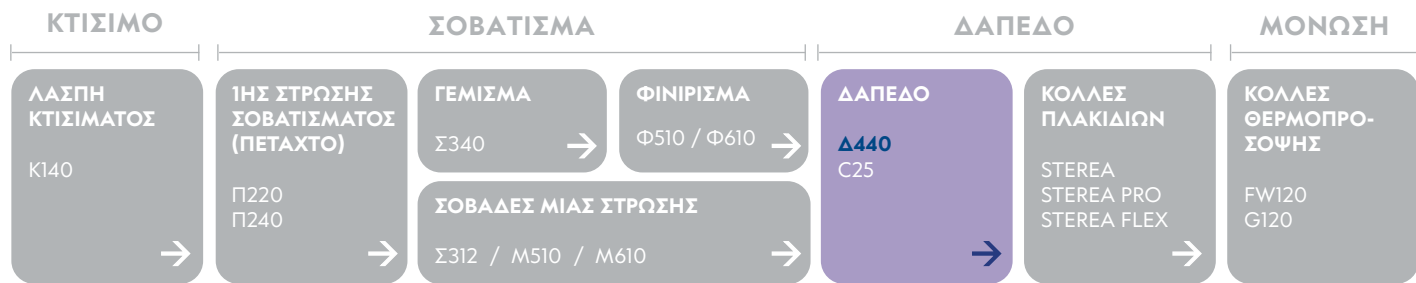 ΚΤΙΣΙΜΟ
ΣΟΒΑΤΙΣΜΑ
ΔΑΠΕΔΟ
ΜΟΝΩΣΗ
ΛΑΣΠΗ
ΚΤΙΣΙΜΑΤΟΣ
Κ140
1ΗΣ ΣΤΡΩΣΗΣ
ΣΟΒΑΤΙΣΜΑΤΟΣ
(ΠΕΤΑΧΤΟ)
Π220
Π240
ΓΕΜΙΣΜΑ
Σ340
ΦΙΝΙΡΙΣΜΑ
Φ510 / Φ610
ΣΟΒΑΔΕΣ ΜΙΑΣ ΣΤΡΩΣΗΣ
Σ312 / Μ510 / Μ610
ΔΑΠΕΔΟ
Δ440
C25
ΚΟΛΛΕΣ
ΠΛΑΚΙΔΙΩΝ
STEREA
STEREA PRO
STEREA FLEX
ΚΟΛΛΕΣ
ΘΕΡΜΟΠΡΟ-
ΣΟΨΗΣ
FW120
G120